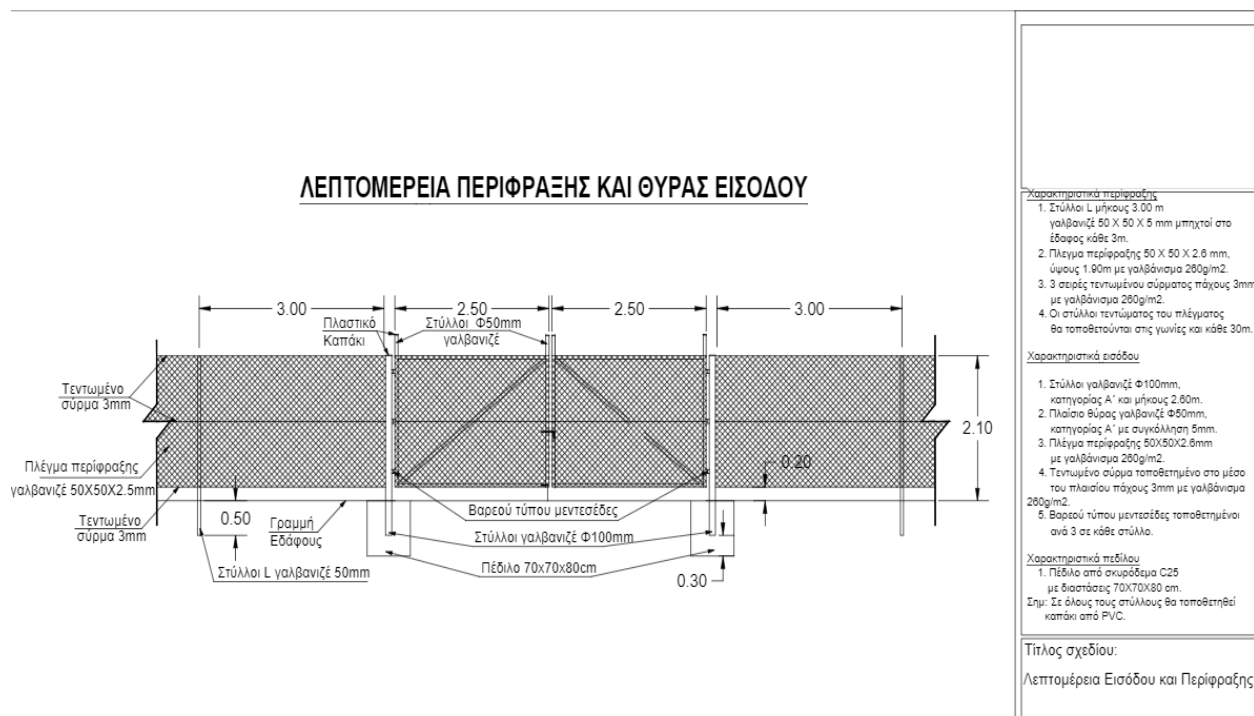 ΛΕΠΤΟΜΕΡΕΙΑ ΠΕΡΙΦΡΑΞΗΣ ΚΑΙ ΘΥΡΑΣ ΕΙΣΟΔΟΥ
3.00
2.50
2.50
3.00
Πλαστικό
Καπάκι
Στύλλοι Φ50mm
γαλβανιζέ
Τεντωμένο
σύρμα 3mm
2.10
Πλέγμα περίφραξης
γαλβανιζέ 50X50X2.5mm
0.20
Τεντωμένο
σύρμα 3mm
0.50
Γραμμή
Εδάφους
Βαρεού τύπου μεντεσέδες
Στύλλοι γαλβανιζέ Φ100mm
Στύλλοι L γαλβανιζέ 50mm
Πέδιλο 70x70x80cm
0.30
Χαρακτηριστικά περίφραξης
1. Στύλλοι L μήκους 3.00 m
γαλβανιζέ 50 X 50 X 5 mm μπηχτοί στο
έδαφος κάθε 3m.
2. Πλεγμα περίφραξης 50 X 50 X 2.6 mm,
ύψους 1.90m με γαλβάνισμα 260g/m2.
3. 3 σειρές τεντωμένου σύρματος πάχους 3mm
με γαλβάνισμα 260g/m2.
4. Οι στύλλοι τεντώματος του πλέγματος
θα τοποθετούνται στις γωνίες και κάθε 30m.
Χαρακτηριστικά εισόδου
1. Στύλλοι γαλβανιζέ Φ100mm,
κατηγορίας Α' και μήκους 2.60m.
2. Πλαίσιο θύρας γαλβανιζέ Φ50mm,
κατηγορίας Α' με συγκόλληση 5mm.
3. Πλέγμα περίφραξης 50X50X2.6mm
με γαλβάνισμα 260g/m2.
4. Τεντωμένο σύρμα τοποθετημένο στο μέσο
του πλαισίου πάχους 3mm με γαλβάνισμα
260g/m2.
5. Βαρεού τύπου μεντεσέδες τοποθετημένοι
ανά 3 σε κάθε στύλλο.
Χαρακτηριστικά πεδίλου
1. Πέδιλο από σκυρόδεμα C25
με διαστάσεις 70X70X80 cm.
Σημ: Σε όλους τους στύλλους θα τοποθετηθεί
καπάκι από PVC.
Τίτλος σχεδίου:
Λεπτομέρεια Εισόδου και Περίφραξης